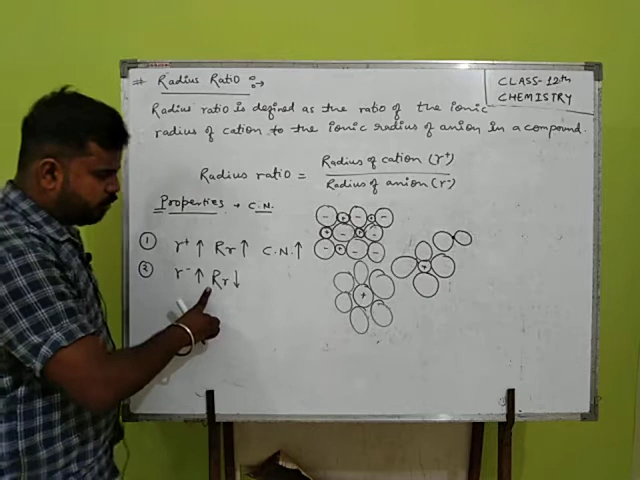 # Radius Ratio :→
CLASS-12th
CHEMISTRY
Radius ratio is defined as the ratio of the ionic
radius of cation to the ionic radius of anion in a compound.
Radius ratio = Radius of cation (r+)
Radius of anion (r-)
Properties → C.N.
① r+ ↑ Rr ↑ C.N. ↑
② r- ↑ Rr ↓